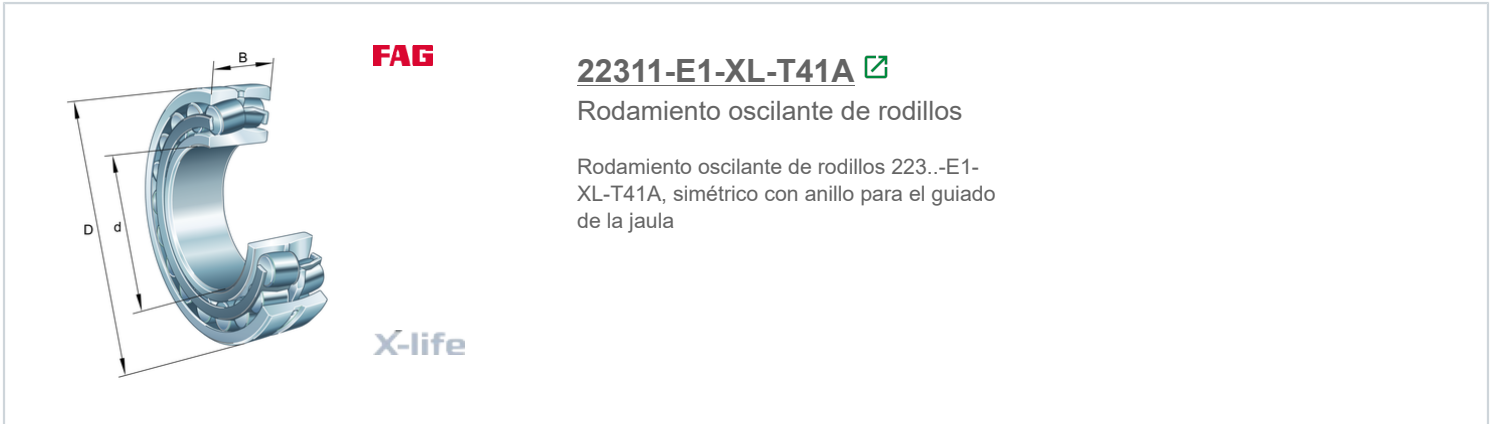 B
FAG
22311-E1-XL-T41A
Rodamiento oscilante de rodillos
Rodamiento oscilante de rodillos 223..-E1-
XL-T41A, simétrico con anillo para el guiado
de la jaula
D
d
X-life